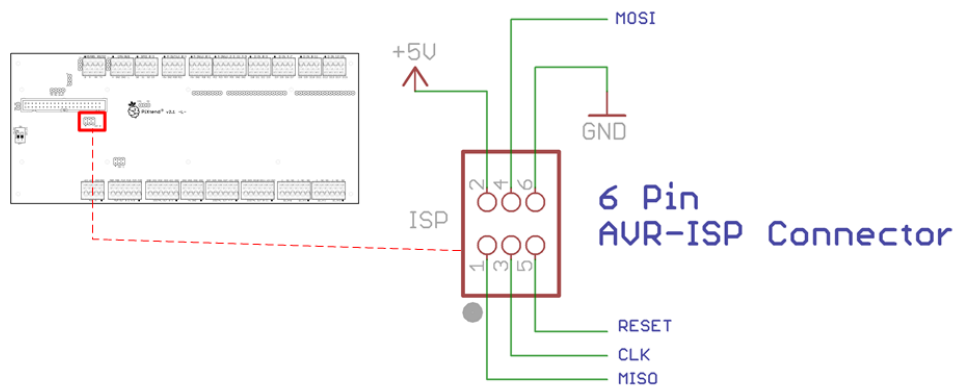 MOSI
+5V
GND
2 4 6
ISP
6 Pin
AVR-ISP Connector
1 3 5
RESET
CLK
MISO